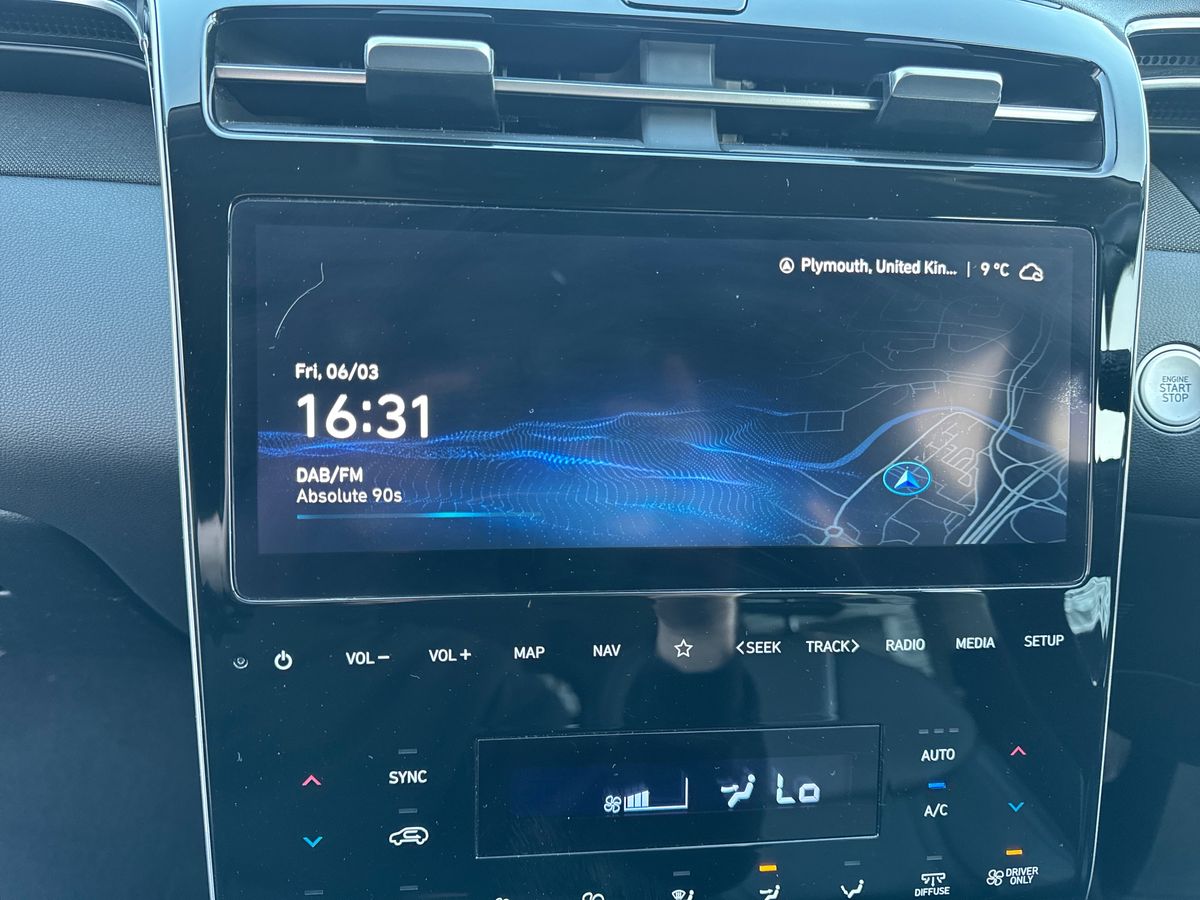 Plymouth, United Kin... | 9 °C
Fri, 06/03
16:31
DAB/FM
Absolute 90s
ENGINE
START
STOP
VOL− VOL+ MAP NAV <SEEK TRACK> RADIO MEDIA SETUP
SYNC
AUTO
A/C
Lo
DIFFUSE
DRIVER
ONLY